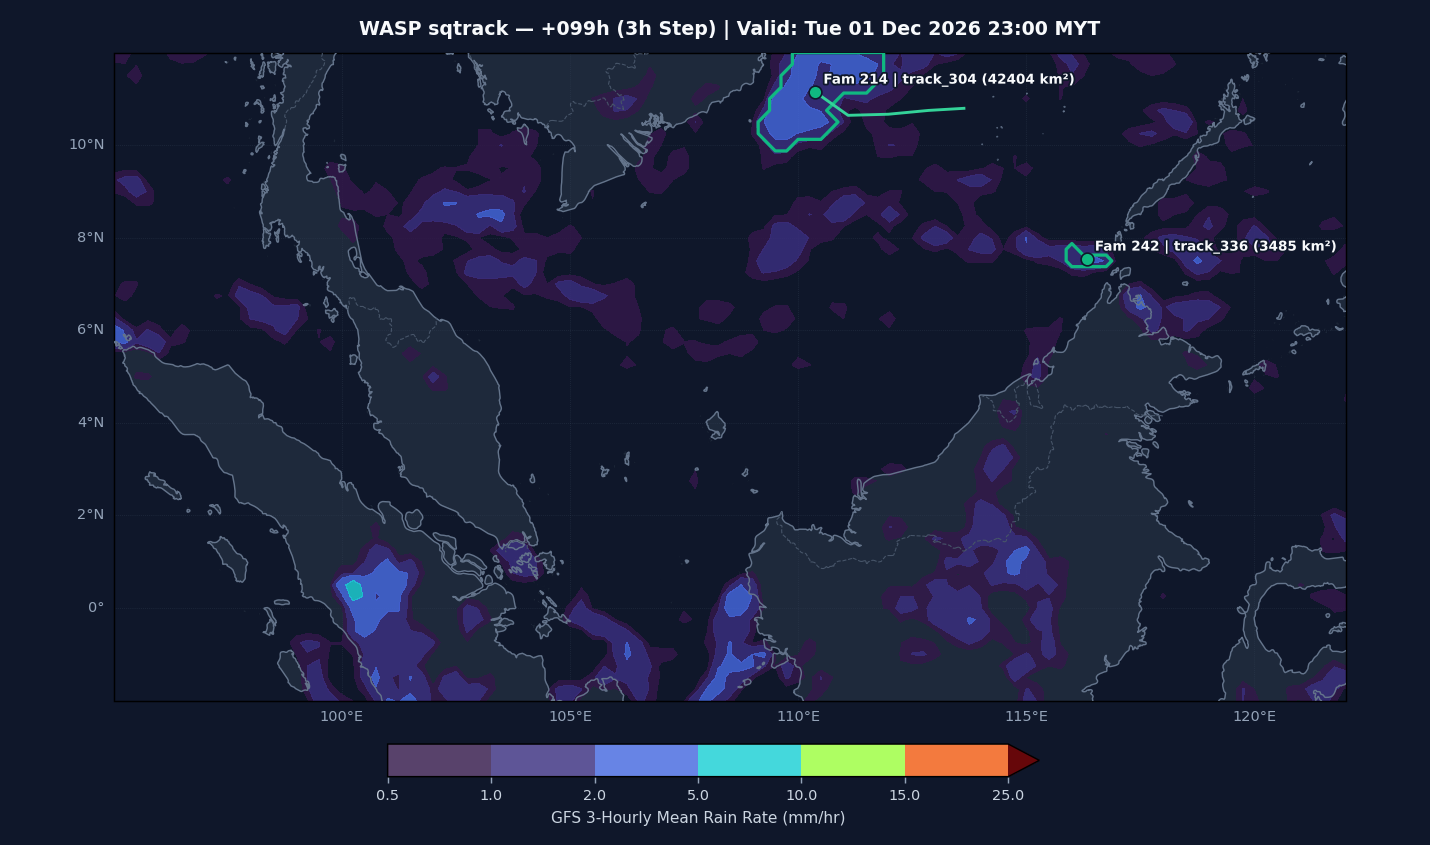 WASP sqtrack — +099h (3h Step) | Valid: Tue 01 Dec 2026 23:00 MYT
Fam 214 | track_304 (42404 km²)
10°N
8°N
Fam 242 | track_336 (3485 km²)
6°N
4°N
2°N
0°
100°E 105°E 110°E 115°E 120°E
0.5 1.0 2.0 5.0 10.0 15.0 25.0
GFS 3-Hourly Mean Rain Rate (mm/hr)